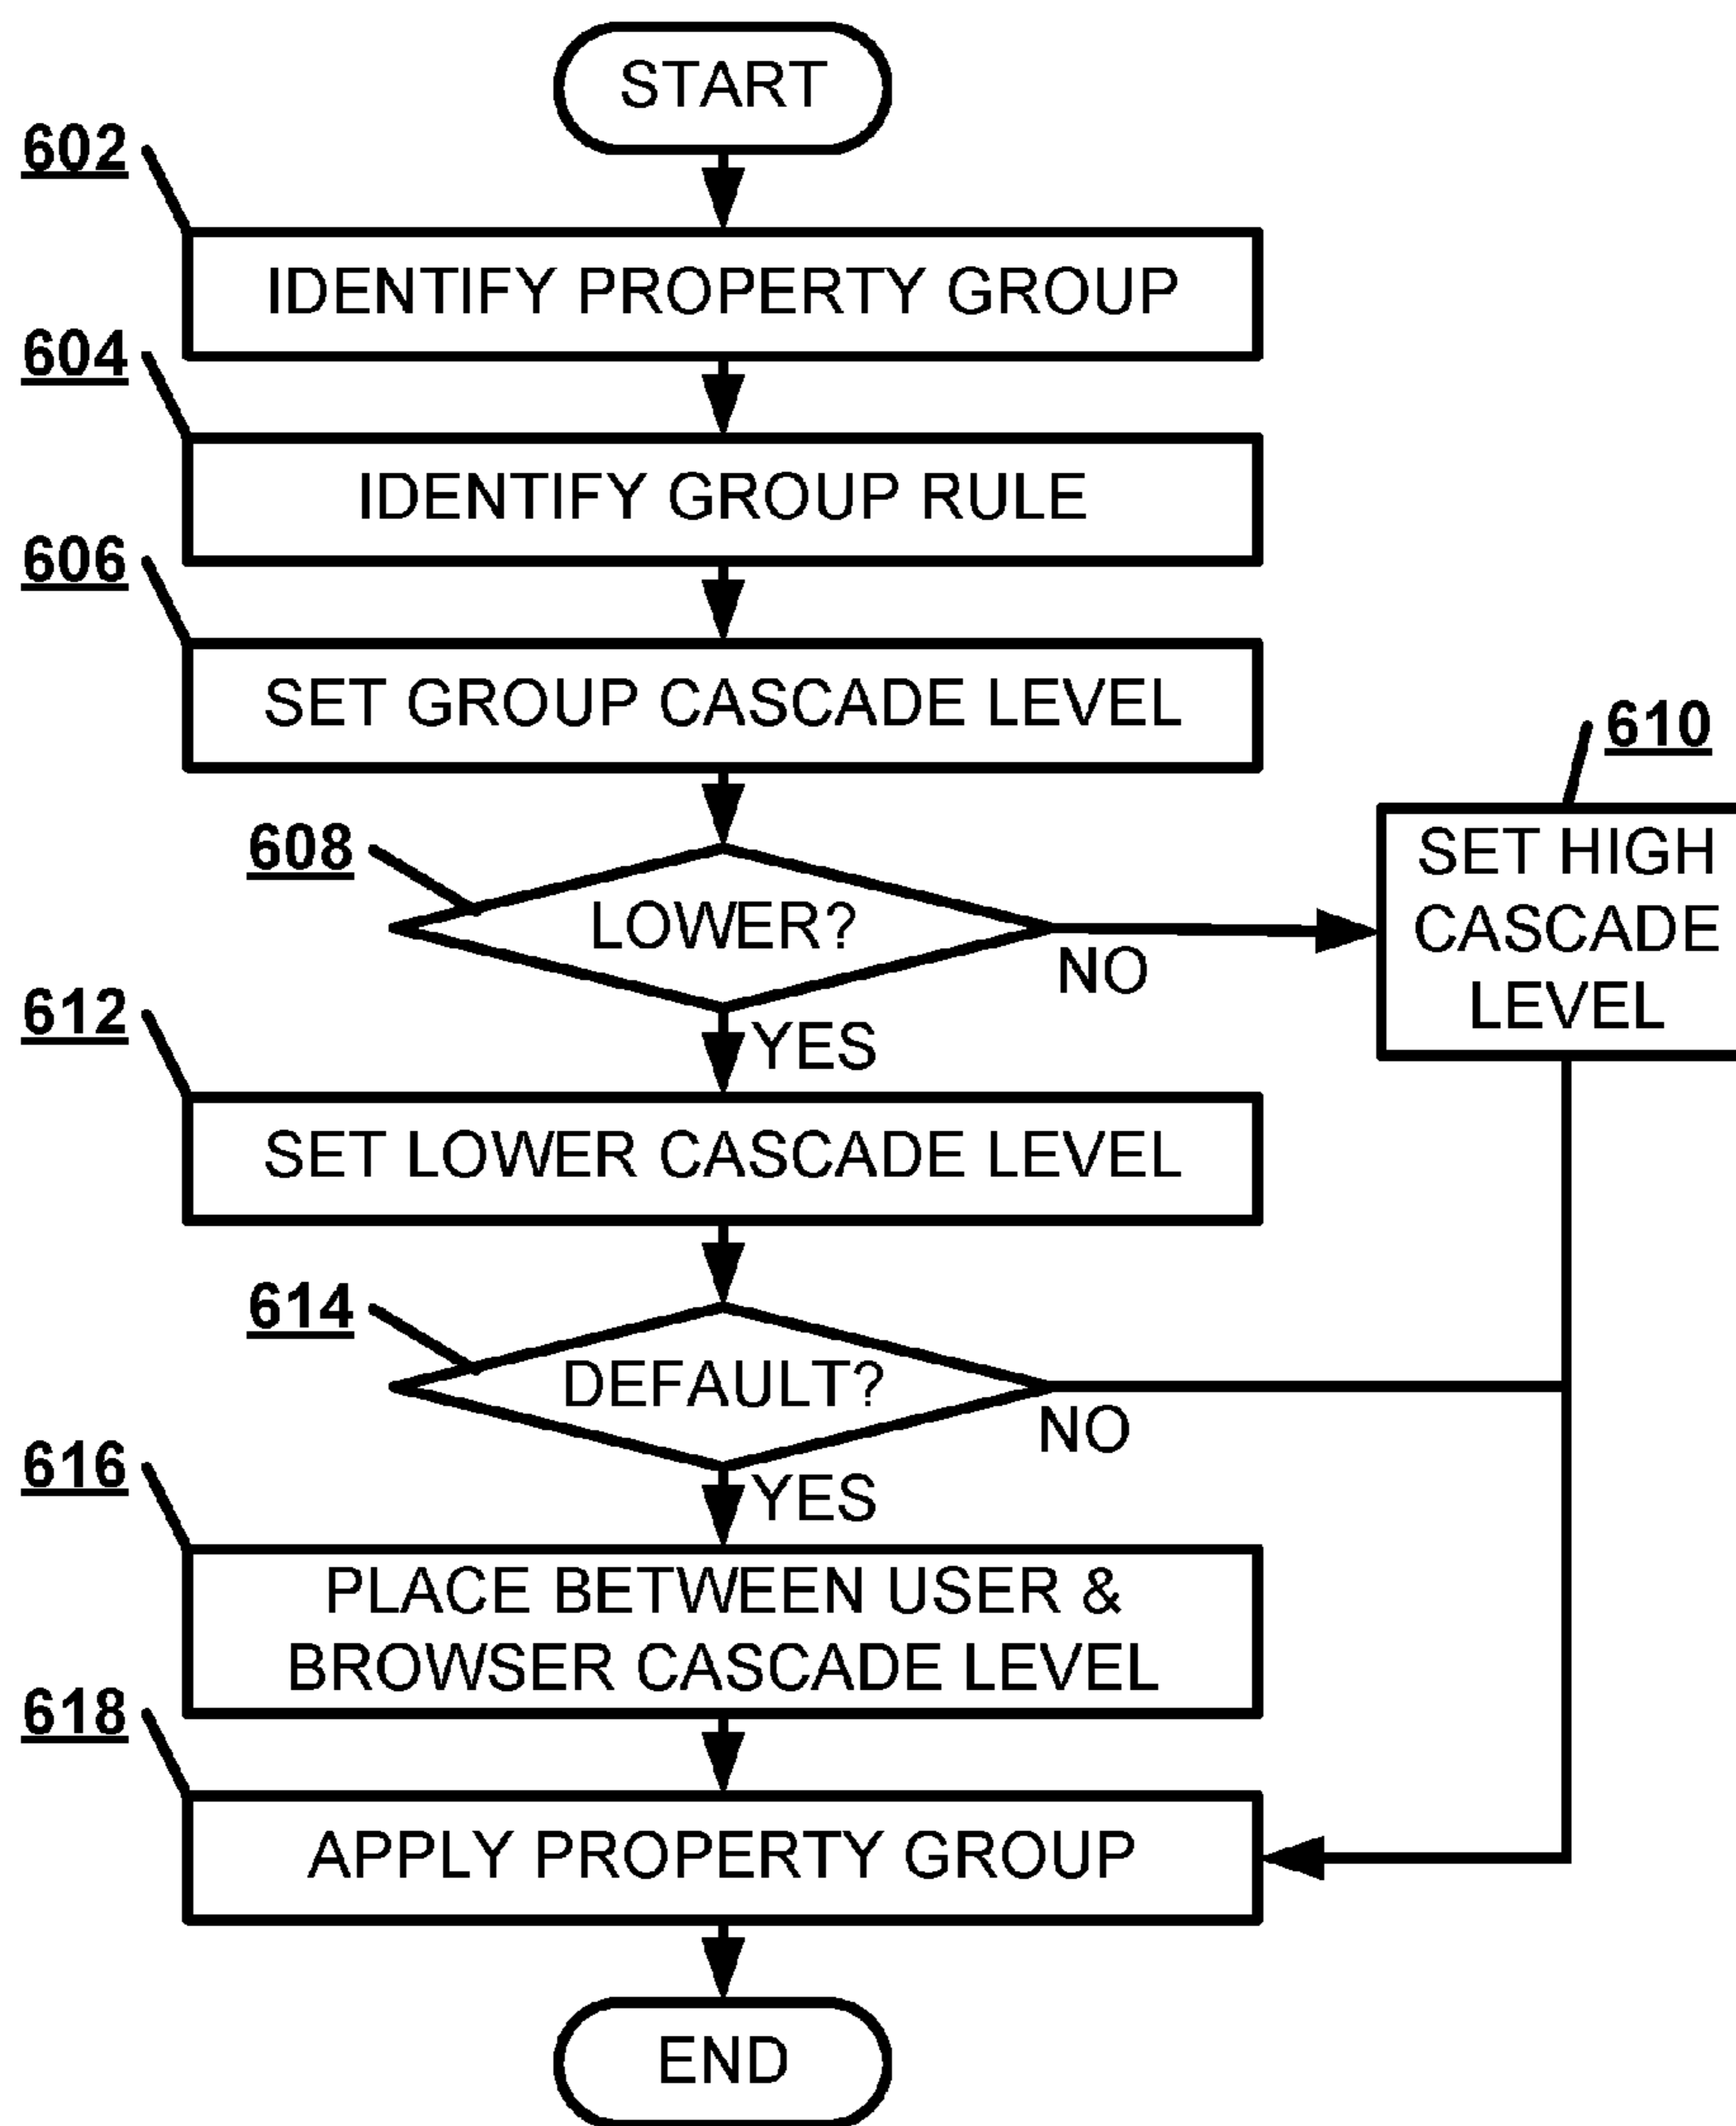 START
602
IDENTIFY PROPERTY GROUP
604
IDENTIFY GROUP RULE
606
SET GROUP CASCADE LEVEL
608
LOWER?
NO
610
SET HIGH
CASCADE
LEVEL
YES
612
SET LOWER CASCADE LEVEL
614
DEFAULT?
NO
YES
616
PLACE BETWEEN USER &
BROWSER CASCADE LEVEL
618
APPLY PROPERTY GROUP
END